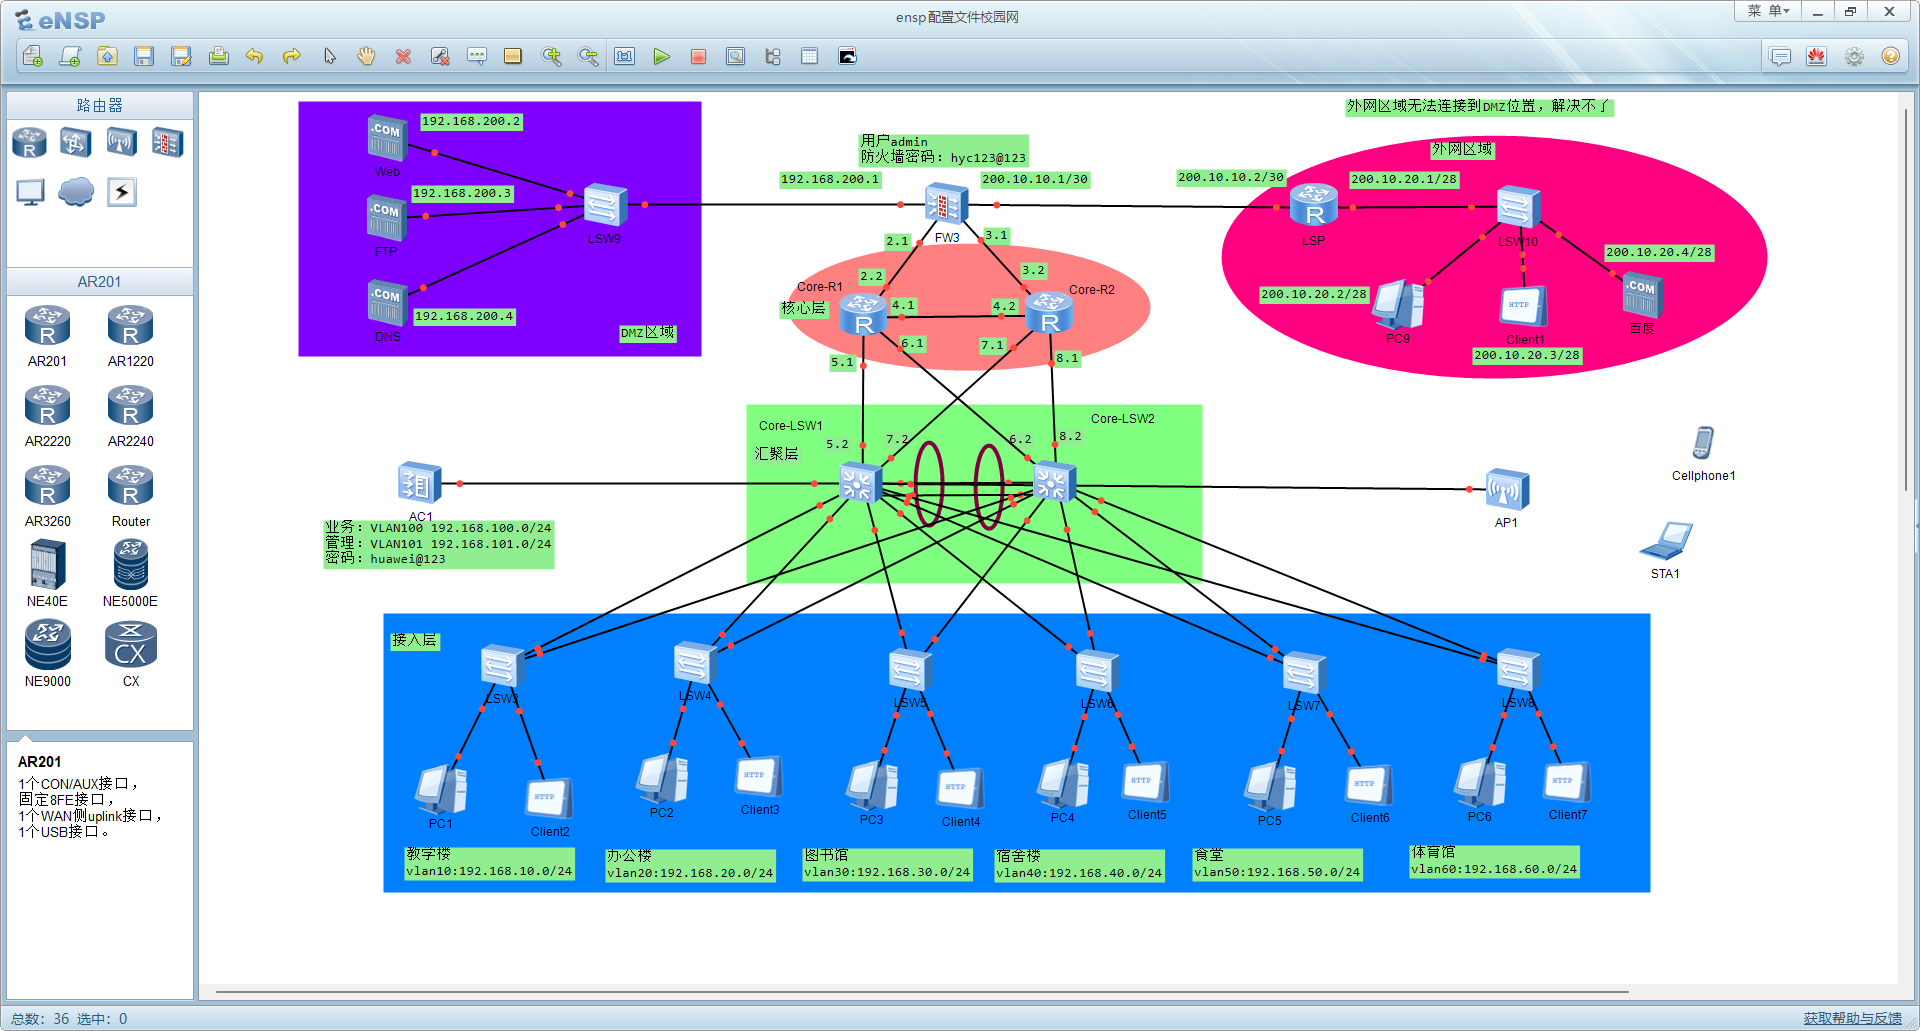 eNSP
ensp配置文件校园网
菜 单
路由器
AR201
AR201
AR1220
AR2220
AR2240
AR3260
Router
NE40E
NE5000E
NE9000
CX
AR201
1个CON/AUX接口，
固定8FE接口，
1个WAN侧uplink接口，
1个USB接口。
192.168.200.2
.COM
Web
192.168.200.3
.COM
FTP
LSW9
.COM
192.168.200.4
DNS
DMZ区域
用户admin
防火墙密码：hyc123@123
192.168.200.1
200.10.10.1/30
FW3
2.1
3.1
2.2
3.2
Core-R1
Core-R2
核心层
4.1
4.2
6.1
7.1
5.1
8.1
外网区域无法连接到DMZ位置，解决不了
外网区域
200.10.10.2/30
200.10.20.1/28
LSP
LSW10
200.10.20.4/28
200.10.20.2/28
HTTP
.COM
PC9
Client1
百度
200.10.20.3/28
Core-LSW1
Core-LSW2
5.2
7.2
6.2
8.2
汇聚层
AC1
业务：VLAN100 192.168.100.0/24
管理：VLAN101 192.168.101.0/24
密码：huawei@123
AP1
Cellphone1
STA1
接入层
LSW3
LSW4
LSW5
LSW6
LSW7
LSW8
PC1
HTTP
Client2
PC2
HTTP
Client3
PC3
HTTP
Client4
PC4
HTTP
Client5
PC5
HTTP
Client6
PC6
HTTP
Client7
教学楼
vlan10:192.168.10.0/24
办公楼
vlan20:192.168.20.0/24
图书馆
vlan30:192.168.30.0/24
宿舍楼
vlan40:192.168.40.0/24
食堂
vlan50:192.168.50.0/24
体育馆
vlan60:192.168.60.0/24
总数：36 选中：0
获取帮助与反馈